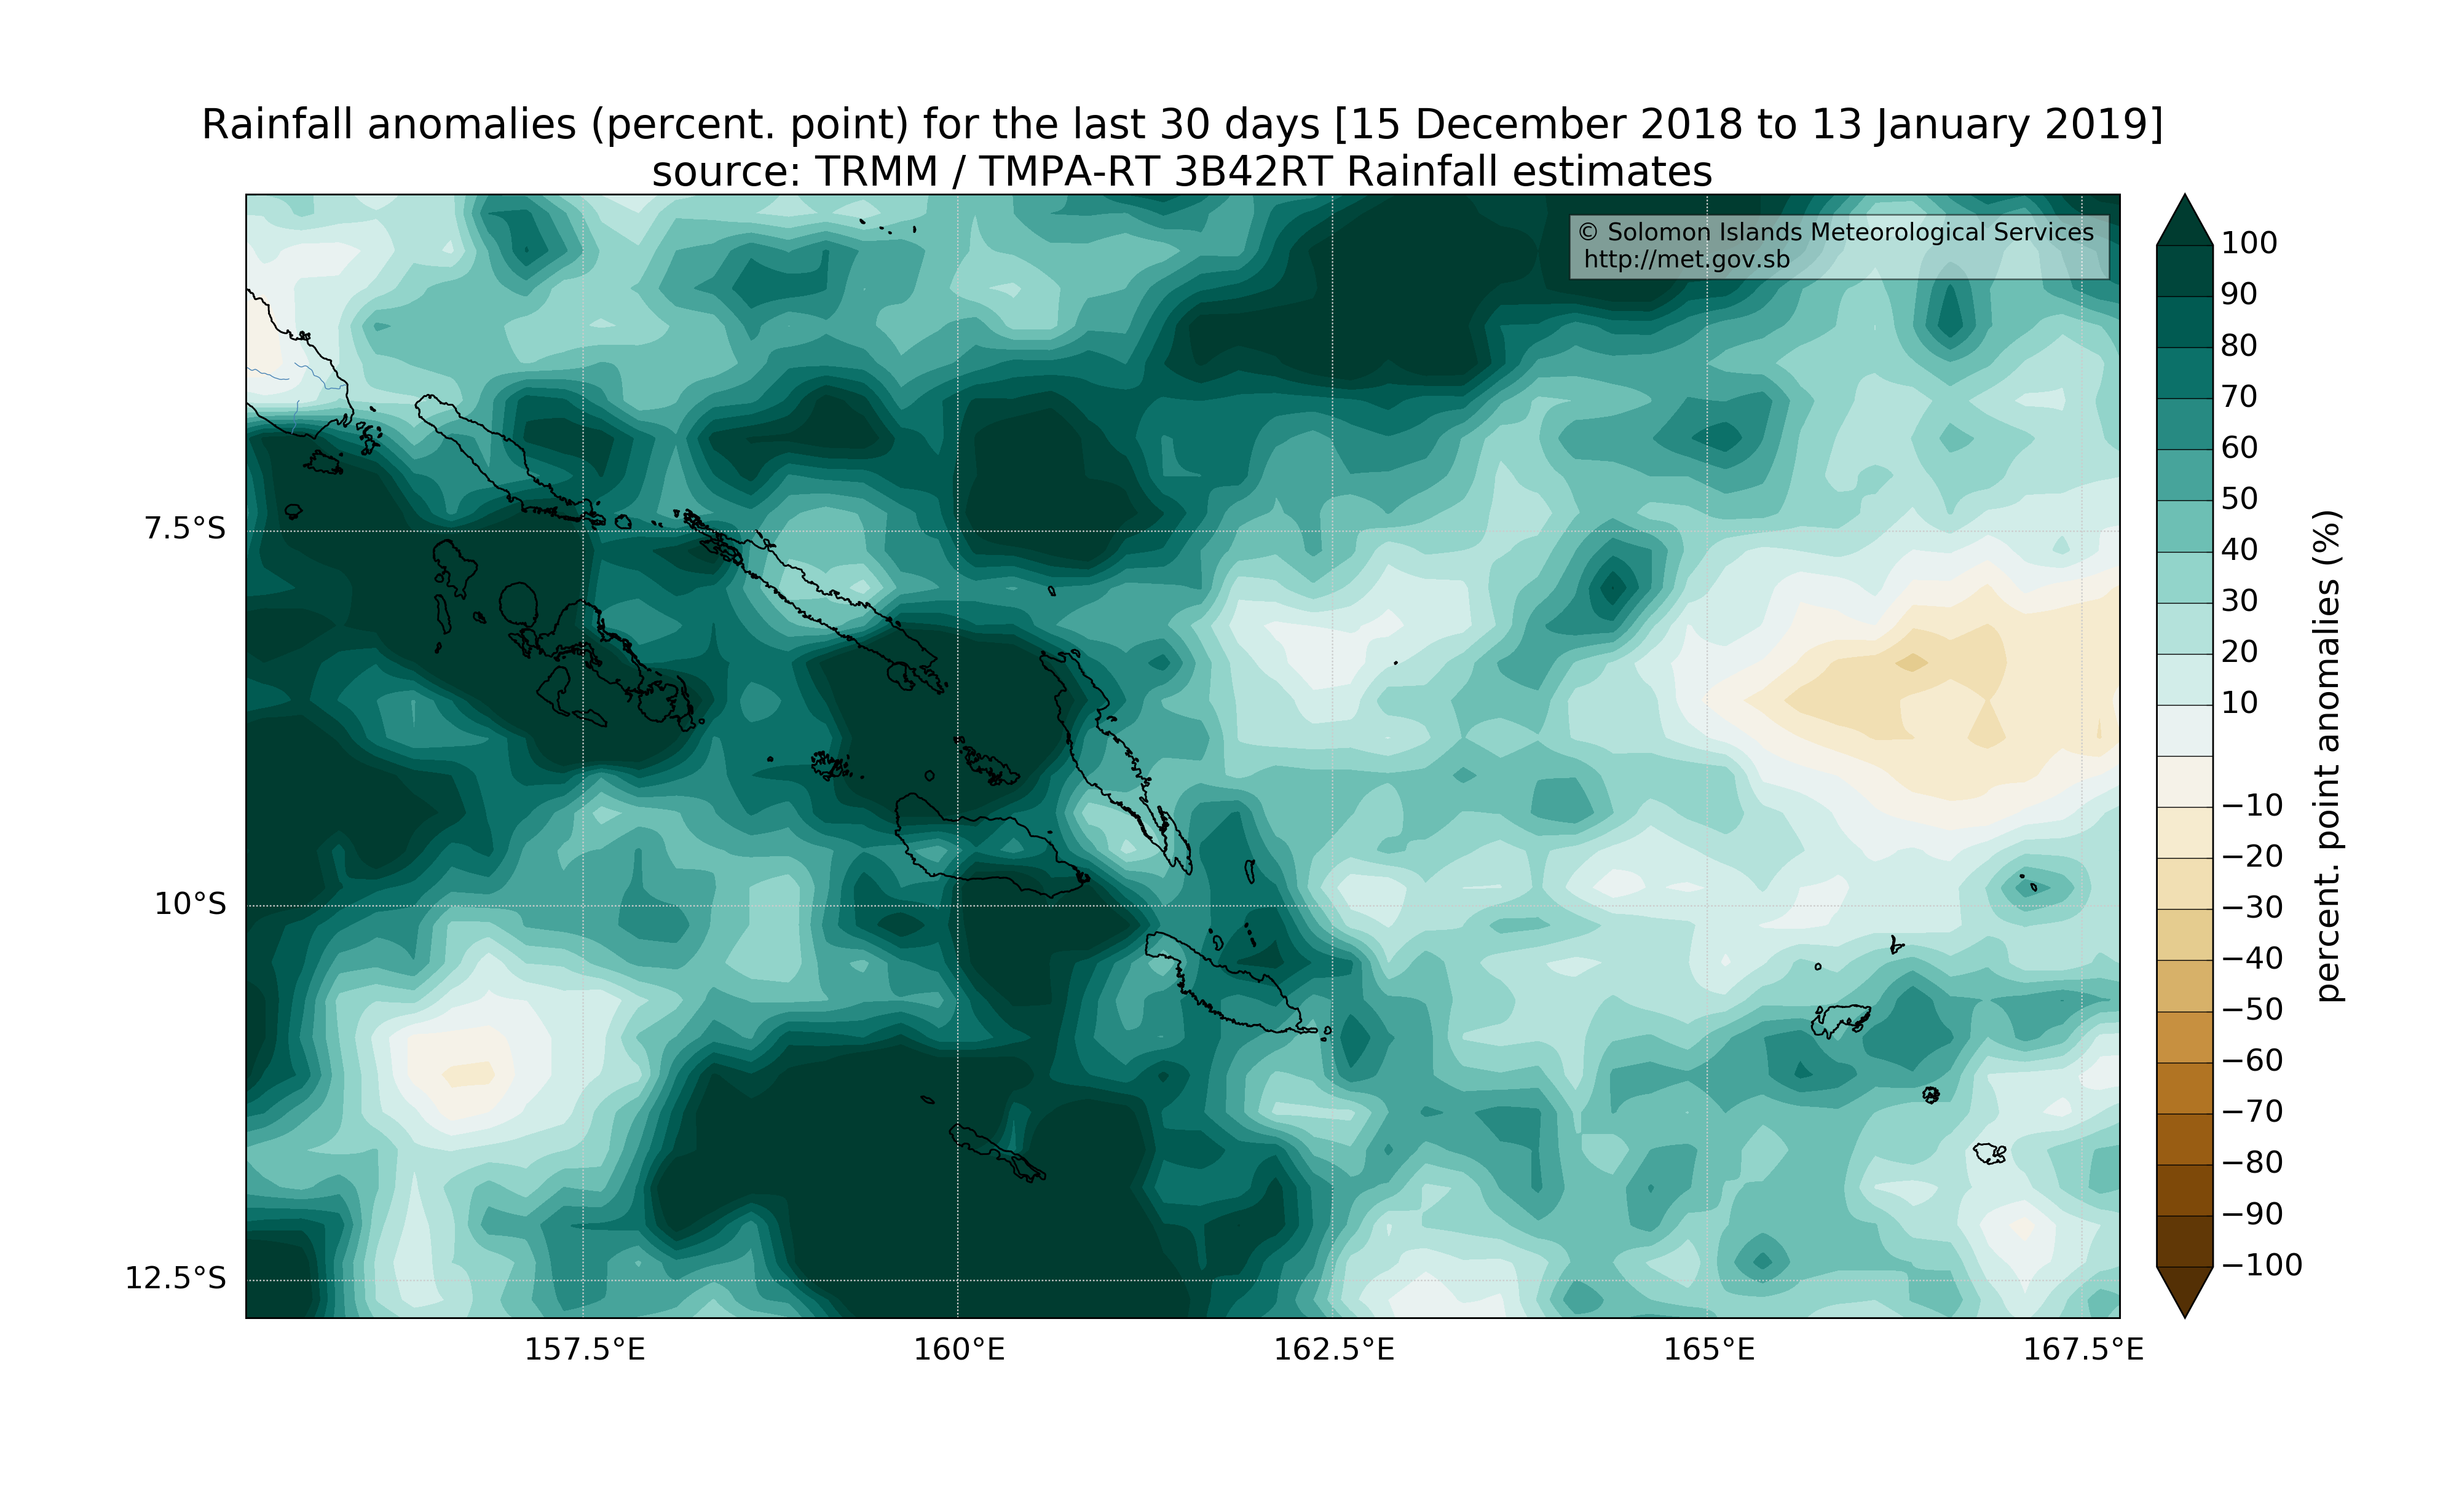 Rainfall anomalies (percent. point) for the last 30 days [15 December 2018 to 13 January 2019]
source: TRMM / TMPA-RT 3B42RT Rainfall estimates
© Solomon Islands Meteorological Services
http://met.gov.sb
7.5°S
10°S
12.5°S
157.5°E
160°E
162.5°E
165°E
167.5°E
100
90
80
70
60
50
40
30
20
10
−10
−20
−30
−40
−50
−60
−70
−80
−90
−100
percent. point anomalies (%)